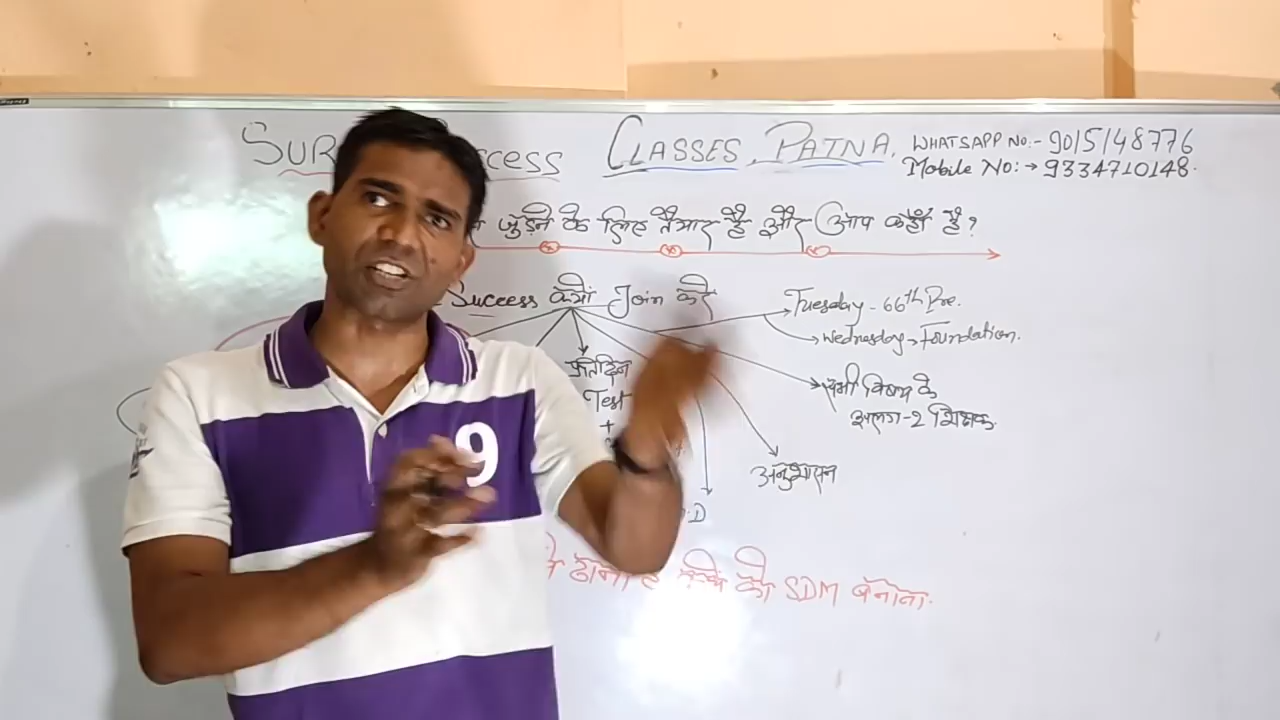 SUR CCESS CLASSES, PATNA. WHATSAPP NO:- 9015148776
Mobile No:→ 9334710148.
जुड़ने के लिए तैयार है और आप कहाँ है?
Success क्यों Join करें
Tuesday - 66th Pre.
Wednesday → Foundation.
प्रतिदिन
Test
+
सभी विषय के
अलग-2 शिक्षक.
अनुशासन
.D
9
को SDM बनाना.